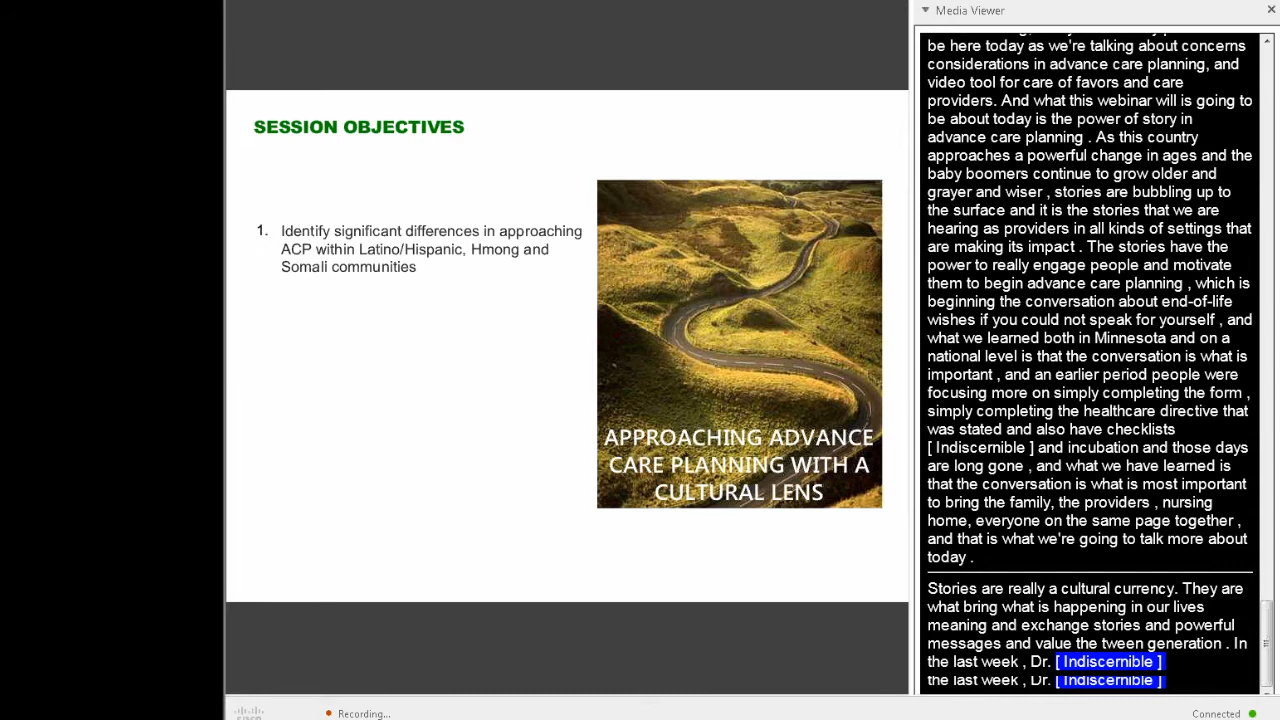 Media Viewer
SESSION OBJECTIVES
1. Identify significant differences in approaching
ACP within Latino/Hispanic, Hmong and
Somali communities
APPROACHING ADVANCE
CARE PLANNING WITH A
CULTURAL LENS
be here today as we're talking about concerns
considerations in advance care planning, and
video tool for care of favors and care
providers. And what this webinar will is going to
be about today is the power of story in
advance care planning . As this country
approaches a powerful change in ages and the
baby boomers continue to grow older and
grayer and wiser , stories are bubbling up to
the surface and it is the stories that we are
hearing as providers in all kinds of settings that
are making its impact . The stories have the
power to really engage people and motivate
them to begin advance care planning , which is
beginning the conversation about end-of-life
wishes if you could not speak for yourself , and
what we learned both in Minnesota and on a
national level is that the conversation is what is
important , and an earlier period people were
focusing more on simply completing the form ,
simply completing the healthcare directive that
was stated and also have checklists
[ Indiscernible ] and incubation and those days
are long gone , and what we have learned is
that the conversation is what is most important
to bring the family, the providers , nursing
home, everyone on the same page together ,
and that is what we're going to talk more about
today .
Stories are really a cultural currency. They are
what bring what is happening in our lives
meaning and exchange stories and powerful
messages and value the tween generation . In
the last week , Dr. [ Indiscernible ]
the last week , Dr. [ Indiscernible ]
Recording...
Connected